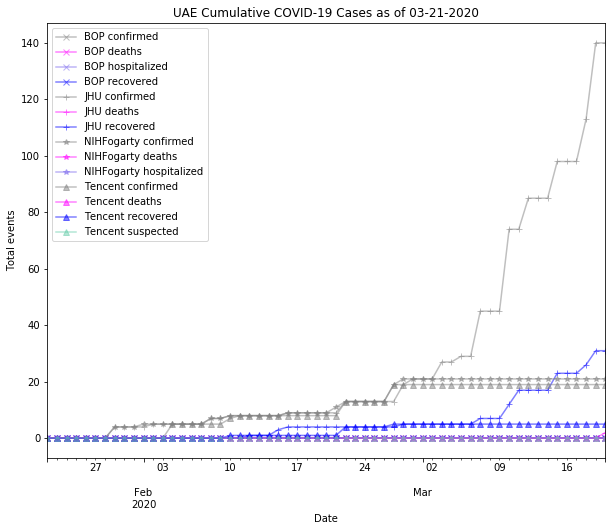 UAE Cumulative COVID-19 Cases as of 03-21-2020
140
120
100
80
60
40
20
0
Total events
BOP confirmed
BOP deaths
BOP hospitalized
BOP recovered
JHU confirmed
JHU deaths
JHU recovered
NIHFogarty confirmed
NIHFogarty deaths
NIHFogarty hospitalized
Tencent confirmed
Tencent deaths
Tencent recovered
Tencent suspected
27 03 10 17 24 02 09 16
Feb Mar
2020
Date